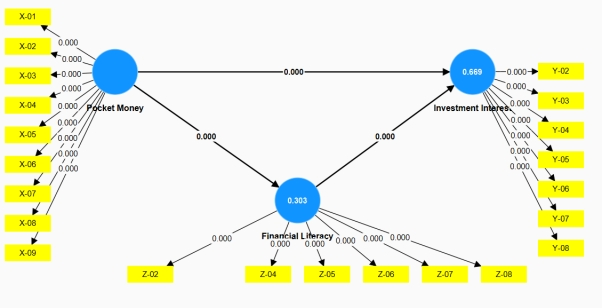 X-01
X-02
X-03
X-04
X-05
X-06
X-07
X-08
X-09
0.000
0.000
0.000
0.000
0.000
0.000
0.000
0.000
0.000
Pocket Money
0.000
0.000
0.000
0.669
Investment Interest
0.000
0.000
0.000
0.000
0.000
0.000
0.000
Y-02
Y-03
Y-04
Y-05
Y-06
Y-07
Y-08
0.303
Financial Literacy
0.000
0.000
0.000
0.000
0.000
0.000
Z-02
Z-04
Z-05
Z-06
Z-07
Z-08